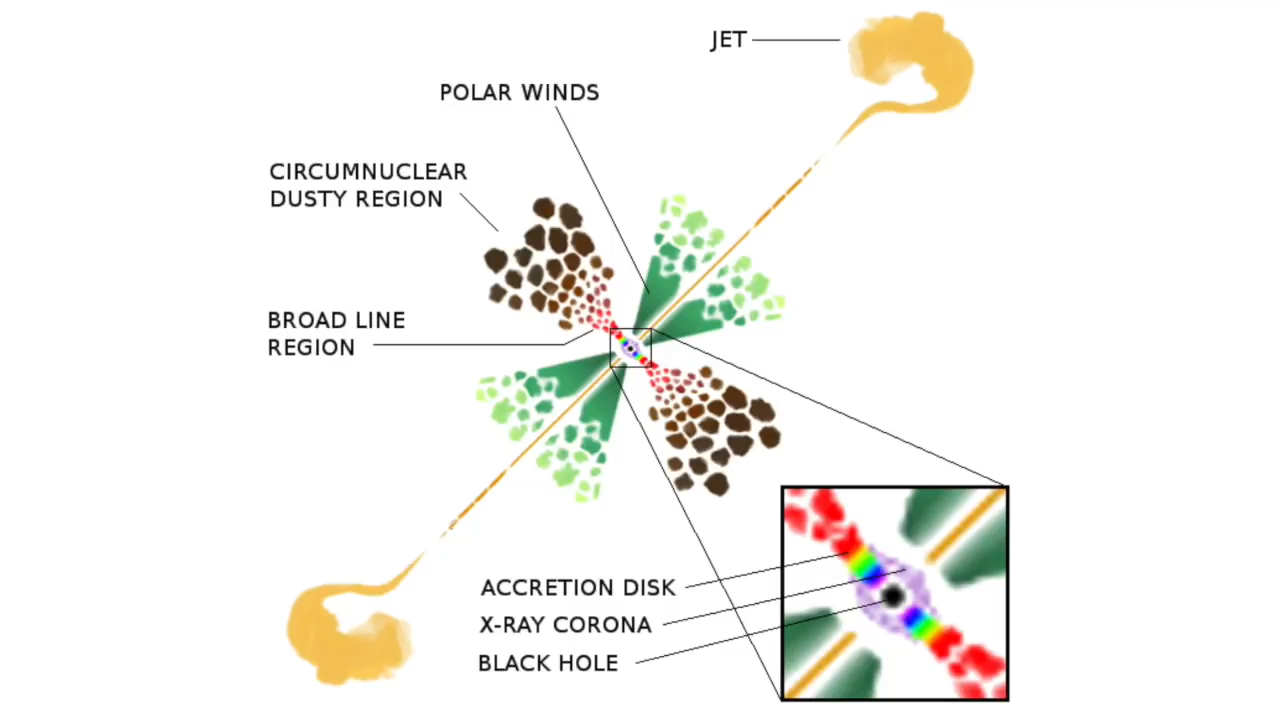 JET
POLAR WINDS
CIRCUMNUCLEAR
DUSTY REGION
BROAD LINE
REGION
ACCRETION DISK
X-RAY CORONA
BLACK HOLE